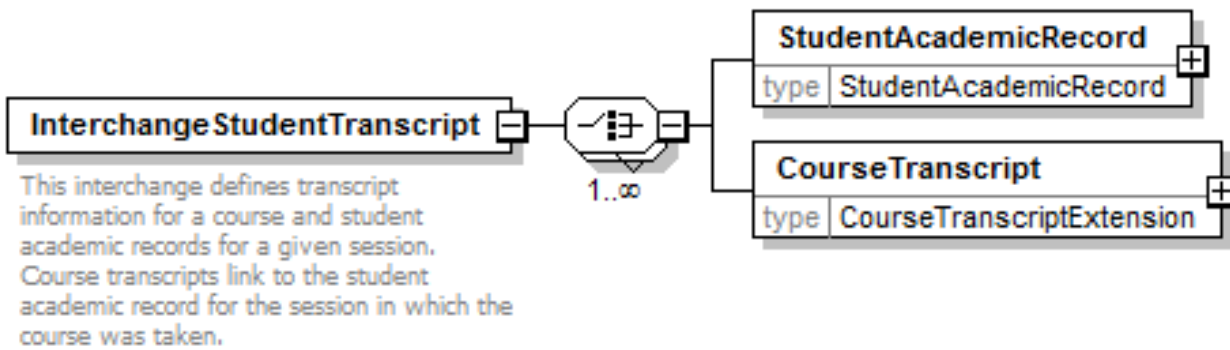 InterchangeStudentTranscript
This interchange defines transcript
information for a course and student
academic records for a given session.
Course transcripts link to the student
academic record for the session in which the
course was taken.
1..∞
StudentAcademicRecord
type StudentAcademicRecord
CourseTranscript
type CourseTranscriptExtension